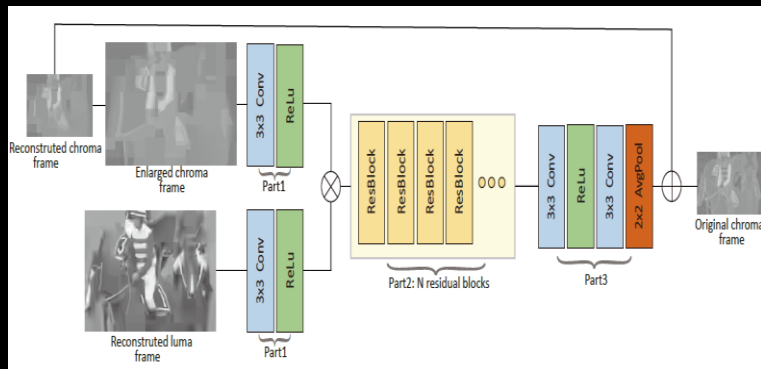 Reconstruted chroma
frame
Enlarged chroma
frame
3x3 Conv
ReLu
Part1
Reconstruted luma
frame
3x3 Conv
ReLu
Part1
ResBlock
ResBlock
ResBlock
ResBlock
Part2: N residual blocks
3x3 Conv
ReLu
3x3 Conv
2x2 AvgPool
Part3
Original chroma
frame